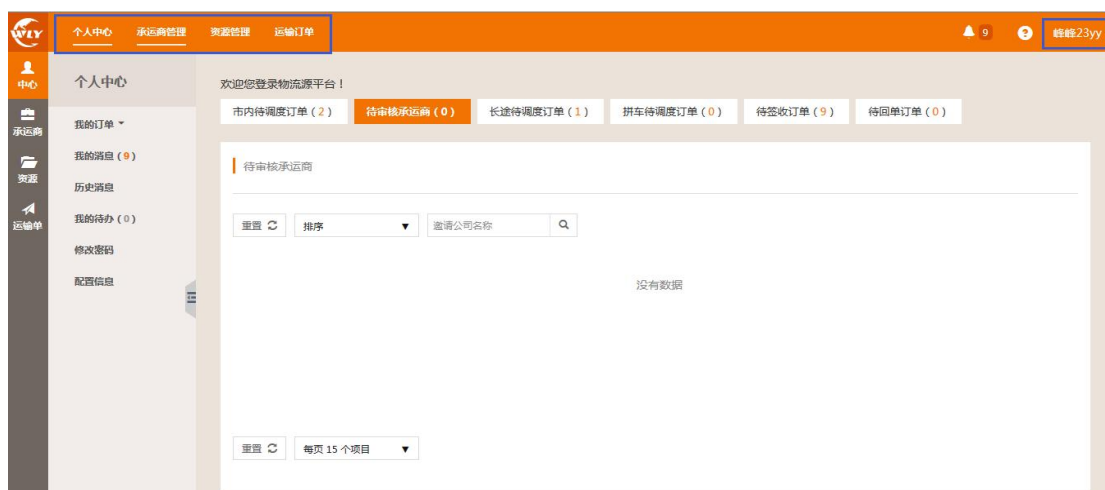 WLY 个人中心 承运商管理 资源管理 运输订单 9 ? 峰峰23yy
中心
承运商
资源
运输单
个人中心
我的订单
我的消息 ( 9 )
历史消息
我的待办 ( 0 )
修改密码
配置信息
欢迎您登录物流源平台！
市内待调度订单 ( 2 ) 待审核承运商 ( 0 ) 长途待调度订单 ( 1 ) 拼车待调度订单 ( 0 ) 待签收订单 ( 9 ) 待回单订单 ( 0 )
待审核承运商
重置 排序 邀请公司名称
没有数据
重置 每页 15 个项目